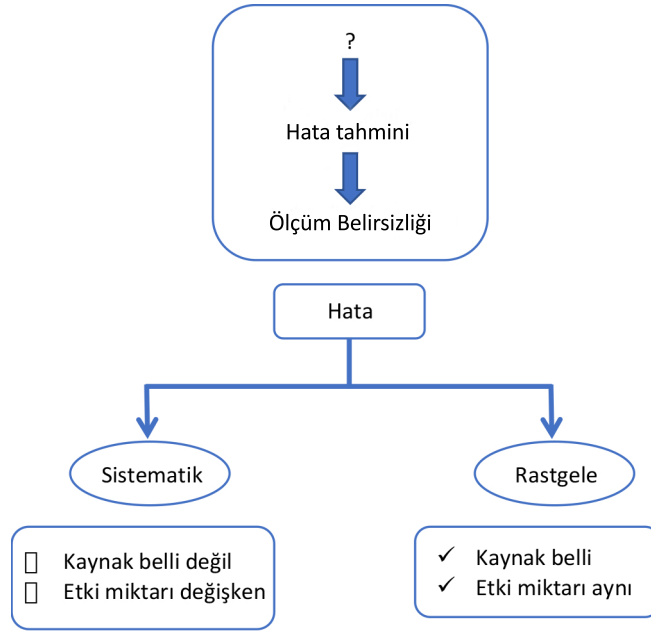 ?
Hata tahmini
Ölçüm Belirsizliği
Hata
Sistematik
Rastgele
Kaynak belli değil
Etki miktarı değişken
✓ Kaynak belli
✓ Etki miktarı aynı